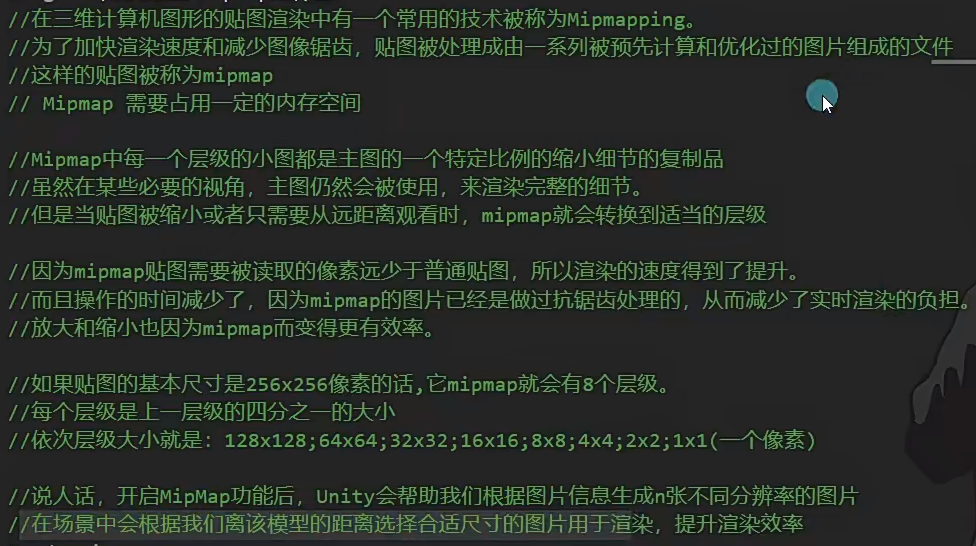 //在三维计算机图形的贴图渲染中有一个常用的技术被称为Mipmapping。
//为了加快渲染速度和减少图像锯齿，贴图被处理成由一系列被预先计算和优化过的图片组成的文件
//这样的贴图被称为mipmap
// Mipmap 需要占用一定的内存空间
//Mipmap中每一个层级的小图都是主图的一个特定比例的缩小细节的复制品
//虽然在某些必要的视角，主图仍然会被使用，来渲染完整的细节。
//但是当贴图被缩小或者只需要从远距离观看时，mipmap就会转换到适当的层级
//因为mipmap贴图需要被读取的像素远少于普通贴图，所以渲染的速度得到了提升。
//而且操作的时间减少了，因为mipmap的图片已经是做过抗锯齿处理的，从而减少了实时渲染的负担。
//放大和缩小也因为mipmap而变得更有效率。
//如果贴图的基本尺寸是256x256像素的话,它mipmap就会有8个层级。
//每个层级是上一层级的四分之一的大小
//依次层级大小就是：128x128;64x64;32x32;16x16;8x8;4x4;2x2;1x1(一个像素)
//说人话，开启MipMap功能后，Unity会帮助我们根据图片信息生成n张不同分辨率的图片
//在场景中会根据我们离该模型的距离选择合适尺寸的图片用于渲染，提升渲染效率